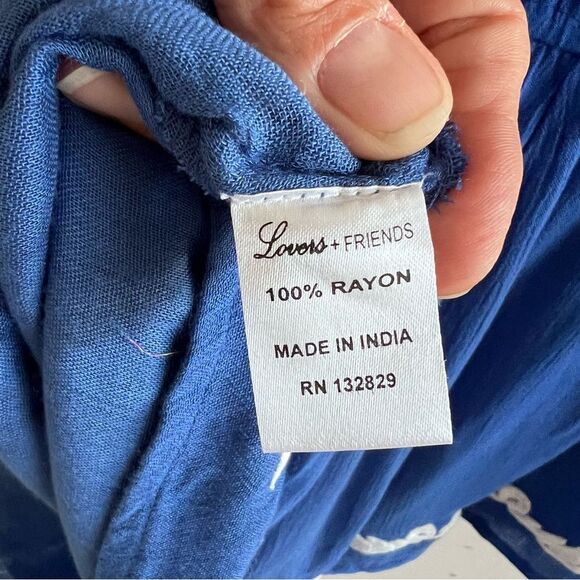 Lovers + FRIENDS
100% RAYON
MADE IN INDIA
RN 132829